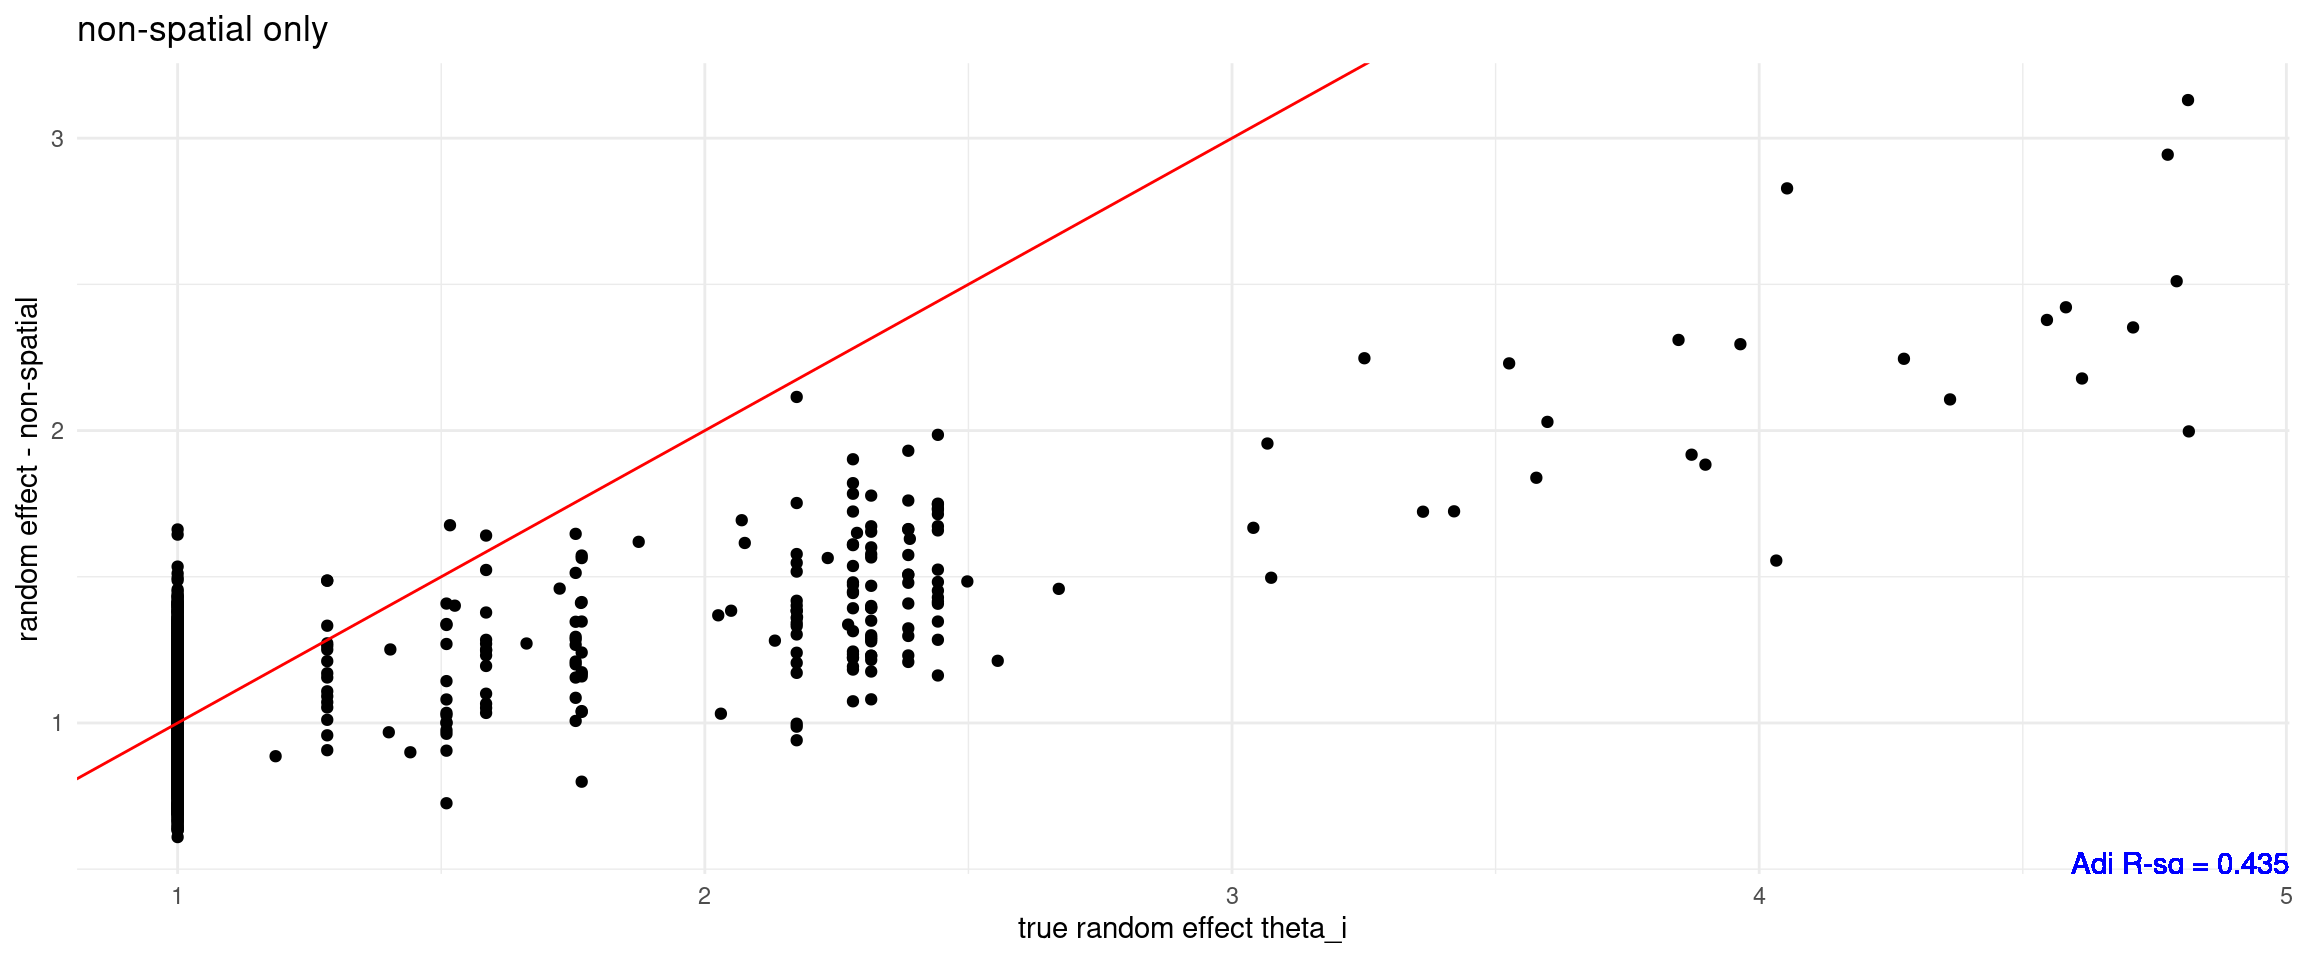 non-spatial only
random effect - non-spatial
3
2
1
Adj R-sq = 0.435
1 2 3 4 5
true random effect theta_i